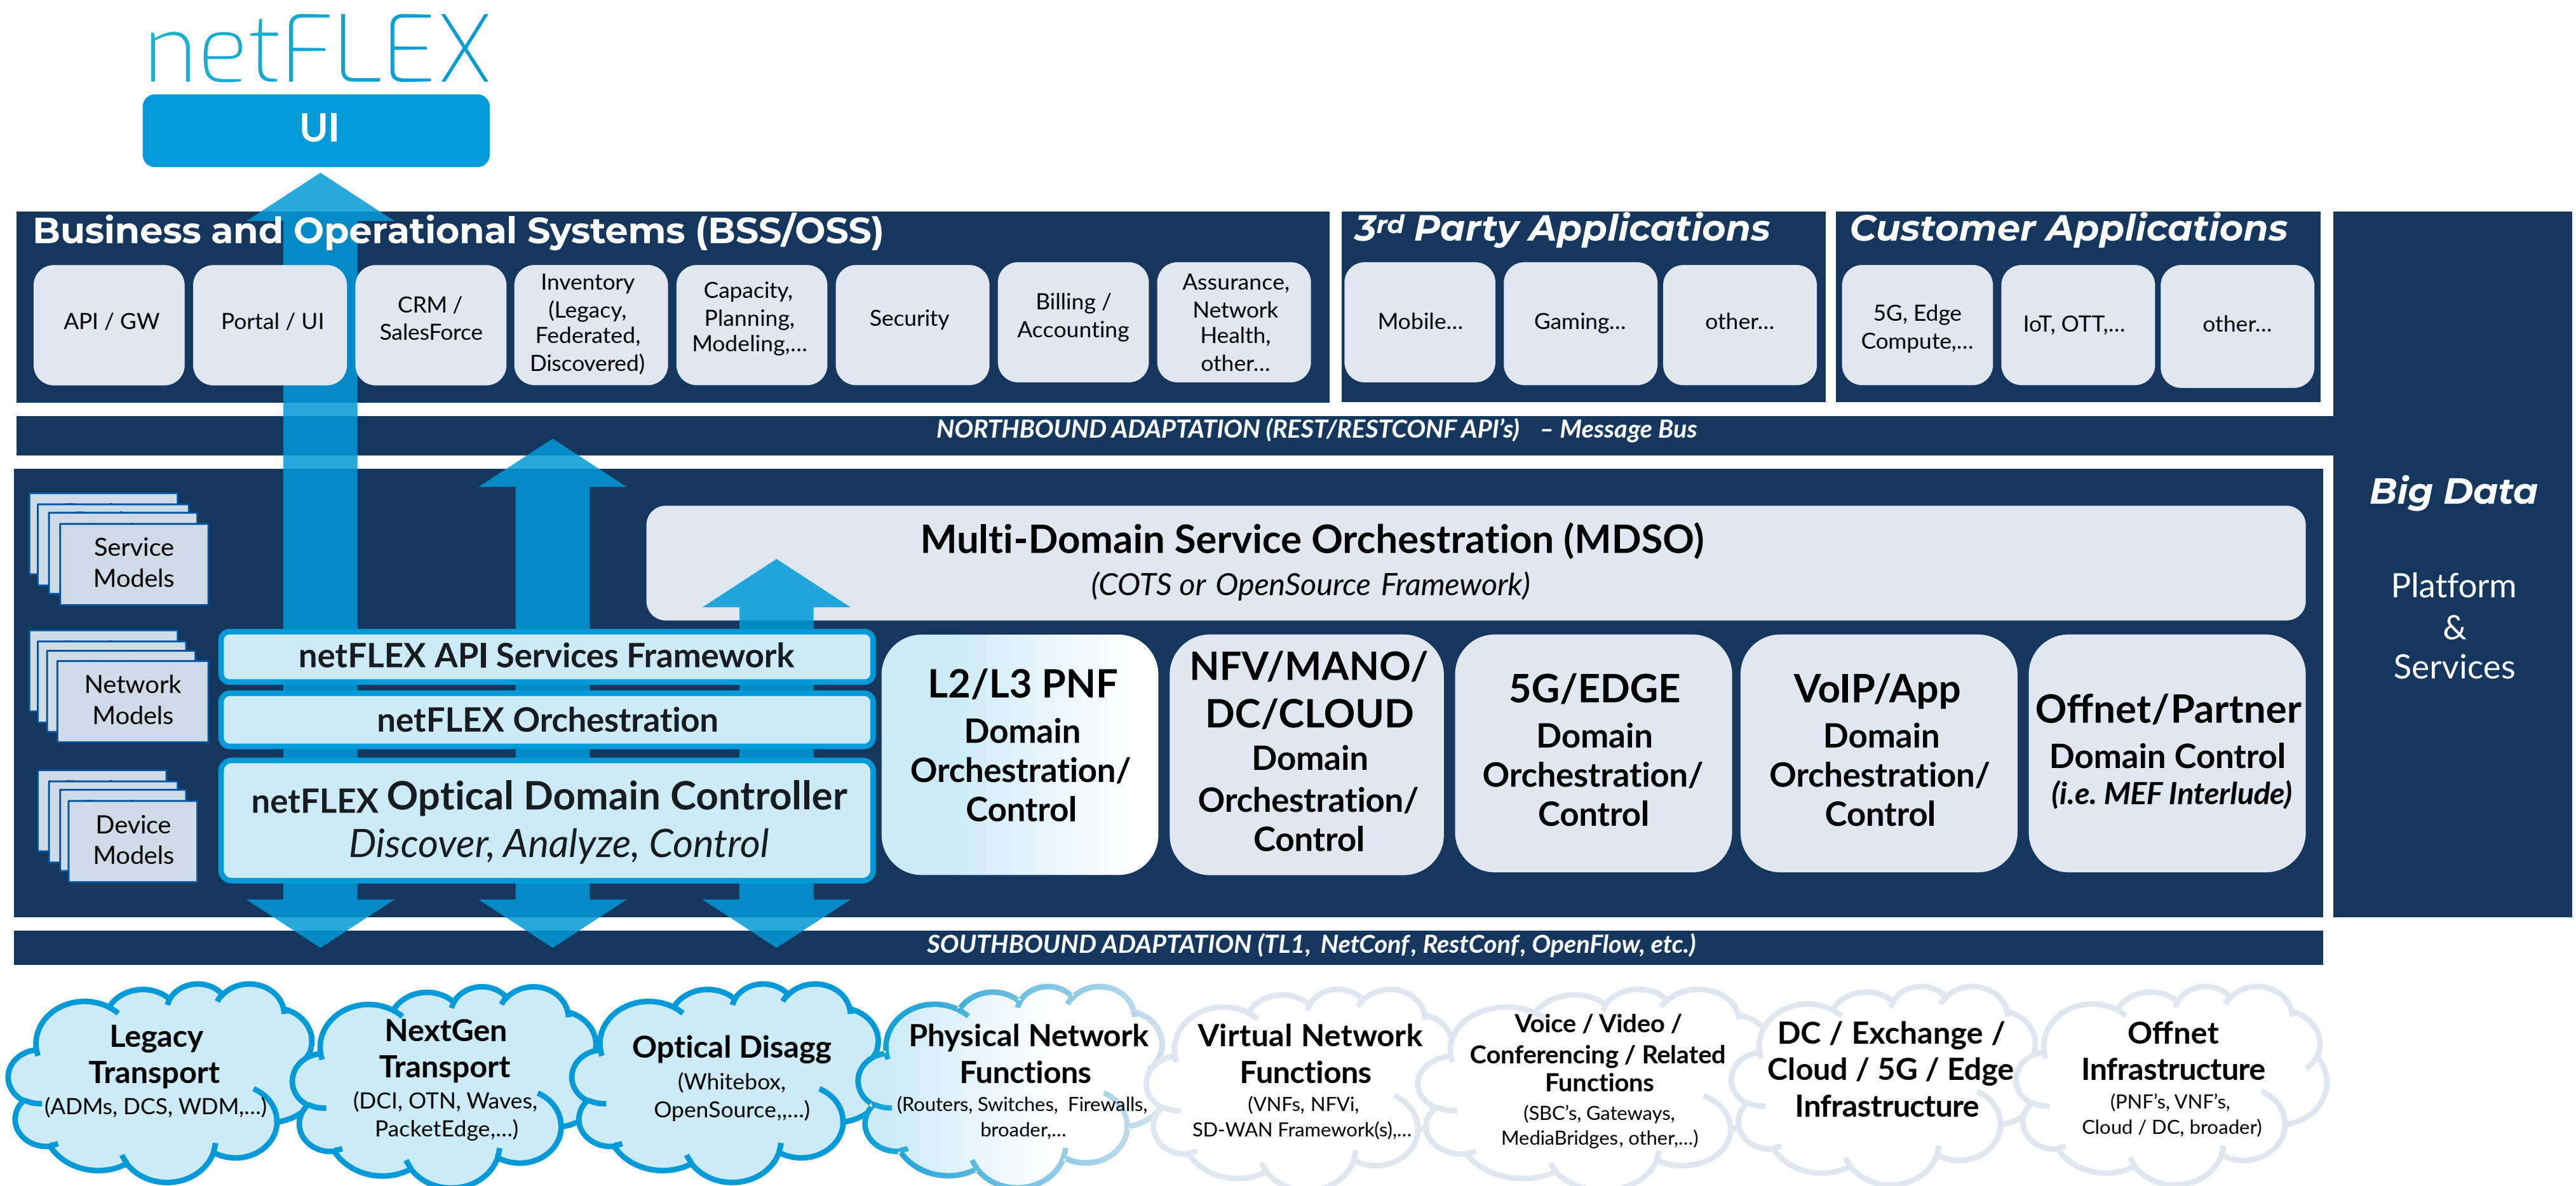 netFLEX
UI
Business and Operational Systems (BSS/OSS)
API / GW
Portal / UI
CRM /
SalesForce
Inventory
(Legacy,
Federated,
Discovered)
Capacity,
Planning,
Modeling,...
Security
Billing /
Accounting
Assurance,
Network
Health,
other...
3rd Party Applications
Mobile...
Gaming...
other...
Customer Applications
5G, Edge
Compute,...
IoT, OTT,...
other...
NORTHBOUND ADAPTATION (REST/RESTCONF API’s) – Message Bus
Big Data
Platform
&
Services
Service
Models
Network
Models
Device
Models
Multi-Domain Service Orchestration (MDSO)
(COTS or OpenSource Framework)
netFLEX API Services Framework
netFLEX Orchestration
netFLEX Optical Domain Controller
Discover, Analyze, Control
L2/L3 PNF
Domain
Orchestration/
Control
NFV/MANO/
DC/CLOUD
Domain
Orchestration/
Control
5G/EDGE
Domain
Orchestration/
Control
VoIP/App
Domain
Orchestration/
Control
Offnet/Partner
Domain Control
(i.e. MEF Interlude)
SOUTHBOUND ADAPTATION (TL1, NetConf, RestConf, OpenFlow, etc.)
Legacy
Transport
(ADMs, DCS, WDM,...)
NextGen
Transport
(DCI, OTN, Waves,
PacketEdge,...)
Optical Disagg
(Whitebox,
OpenSource,,...)
Physical Network
Functions
(Routers, Switches, Firewalls,
broader,...
Virtual Network
Functions
(VNFs, NFVi,
SD-WAN Framework(s),...
Voice / Video /
Conferencing / Related
Functions
(SBC’s, Gateways,
MediaBridges, other,...)
DC / Exchange /
Cloud / 5G / Edge
Infrastructure
Offnet
Infrastructure
(PNF’s, VNF’s,
Cloud / DC, broader)